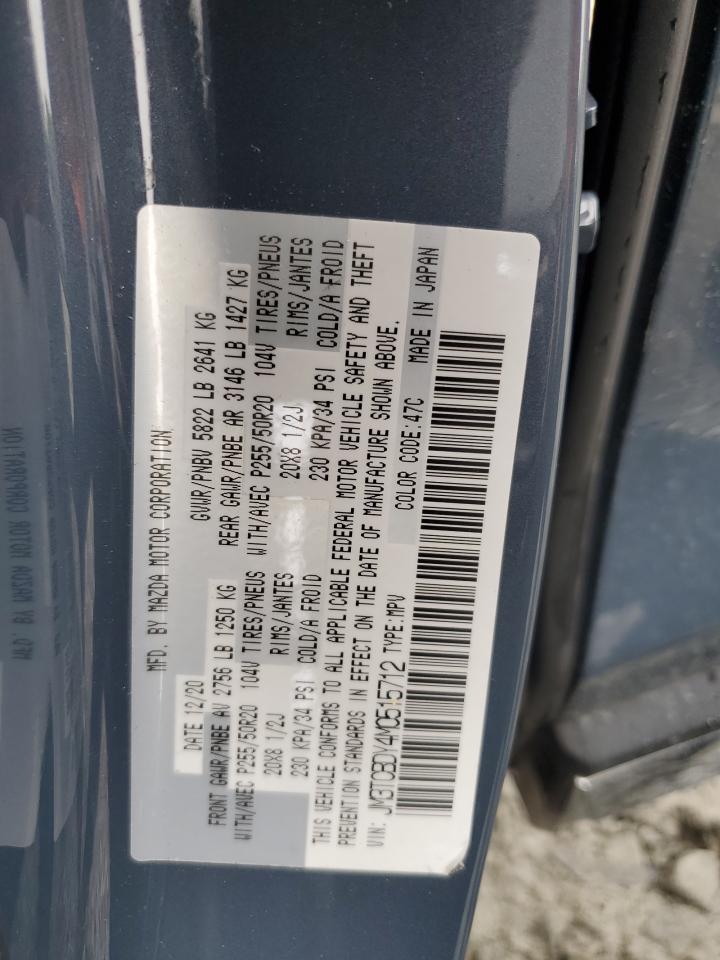 MFD. BY MAZDA MOTOR CORPORATION
DATE 12/20 GVWR/PNBV 5822 LB 2641 KG
FRONT GAWR/PNBE AV 2756 LB 1250 KG REAR GAWR/PNBE AR 3146 LB 1427 KG
WITH/AVEC P255/50R20 104V TIRES/PNEUS WITH/AVEC P255/50R20 104V TIRES/PNEUS
20X8 1/2J RIMS/JANTES 20X8 1/2J RIMS/JANTES
230 KPA/34 PSI COLD/A FROID 230 KPA/34 PSI COLD/A FROID
THIS VEHICLE CONFORMS TO ALL APPLICABLE FEDERAL MOTOR VEHICLE SAFETY AND THEFT
PREVENTION STANDARDS IN EFFECT ON THE DATE OF MANUFACTURE SHOWN ABOVE.
VIN: JM3TCBDY4M0515712 TYPE:MPV COLOR CODE:47C MADE IN JAPAN